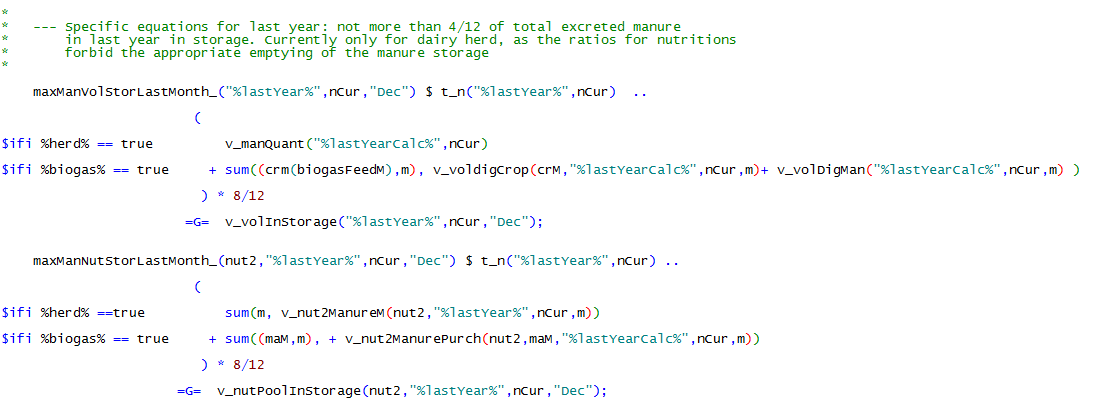 *
*   --- Specific equations for last year: not more than 4/12 of total excreted manure
*       in last year in storage. Currently only for dairy herd, as the ratios for nutritions
*       forbid the appropriate emptying of the manure storage
*
maxManVolStorLastMonth_("%lastYear%",nCur,"Dec") $ t_n("%lastYear%",nCur)  ..
(
$ifi %herd% == true         v_manQuant("%lastYearCalc%",nCur)
$ifi %biogas% == true     + sum((crm(biogasFeedM),m), v_voldigCrop(crM,"%lastYearCalc%",nCur,m)+ v_volDigMan("%lastYearCalc%",nCur,m) )
) * 8/12
=G=  v_volInStorage("%lastYear%",nCur,"Dec");
maxManNutStorLastMonth_(nut2,"%lastYear%",nCur,"Dec") $ t_n("%lastYear%",nCur) ..
(
$ifi %herd% ==true          sum(m, v_nut2ManureM(nut2,"%lastYear%",nCur,m))
$ifi %biogas% == true     + sum((maM,m), + v_nut2ManurePurch(nut2,maM,"%lastYearCalc%",nCur,m))
) * 8/12
=G=  v_nutPoolInStorage(nut2,"%lastYear%",nCur,"Dec");